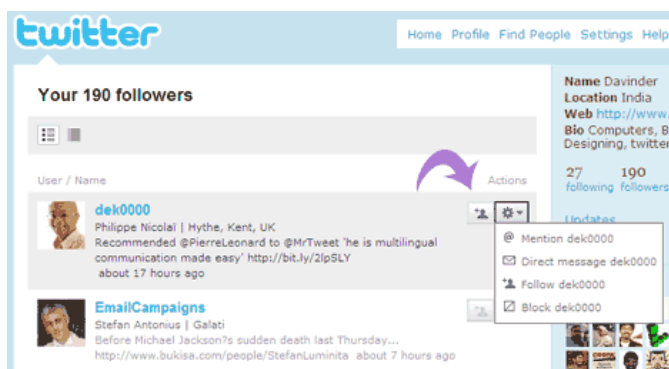 twitter
Home Profile Find People Settings Help
Your 190 followers
User / Name
Actions
dek0000
Philippe Nicolaï | Hythe, Kent, UK
Recommended @PierreLeonard to @MrTweet 'he is multilingual
communication made easy' http://bit.ly/2lpSLY
about 17 hours ago
@ Mention dek0000
Direct message dek0000
Follow dek0000
Block dek0000
EmailCampaigns
Stefan Antonius | Galati
Before Michael Jackson?s sudden death last Thursday...
http://www.bukisa.com/people/StefanLuminita about 7 hours ago
Name Davinder
Location India
Web http://www.
Bio Computers, B
Designing, twitter
27 190
following followers
Updates